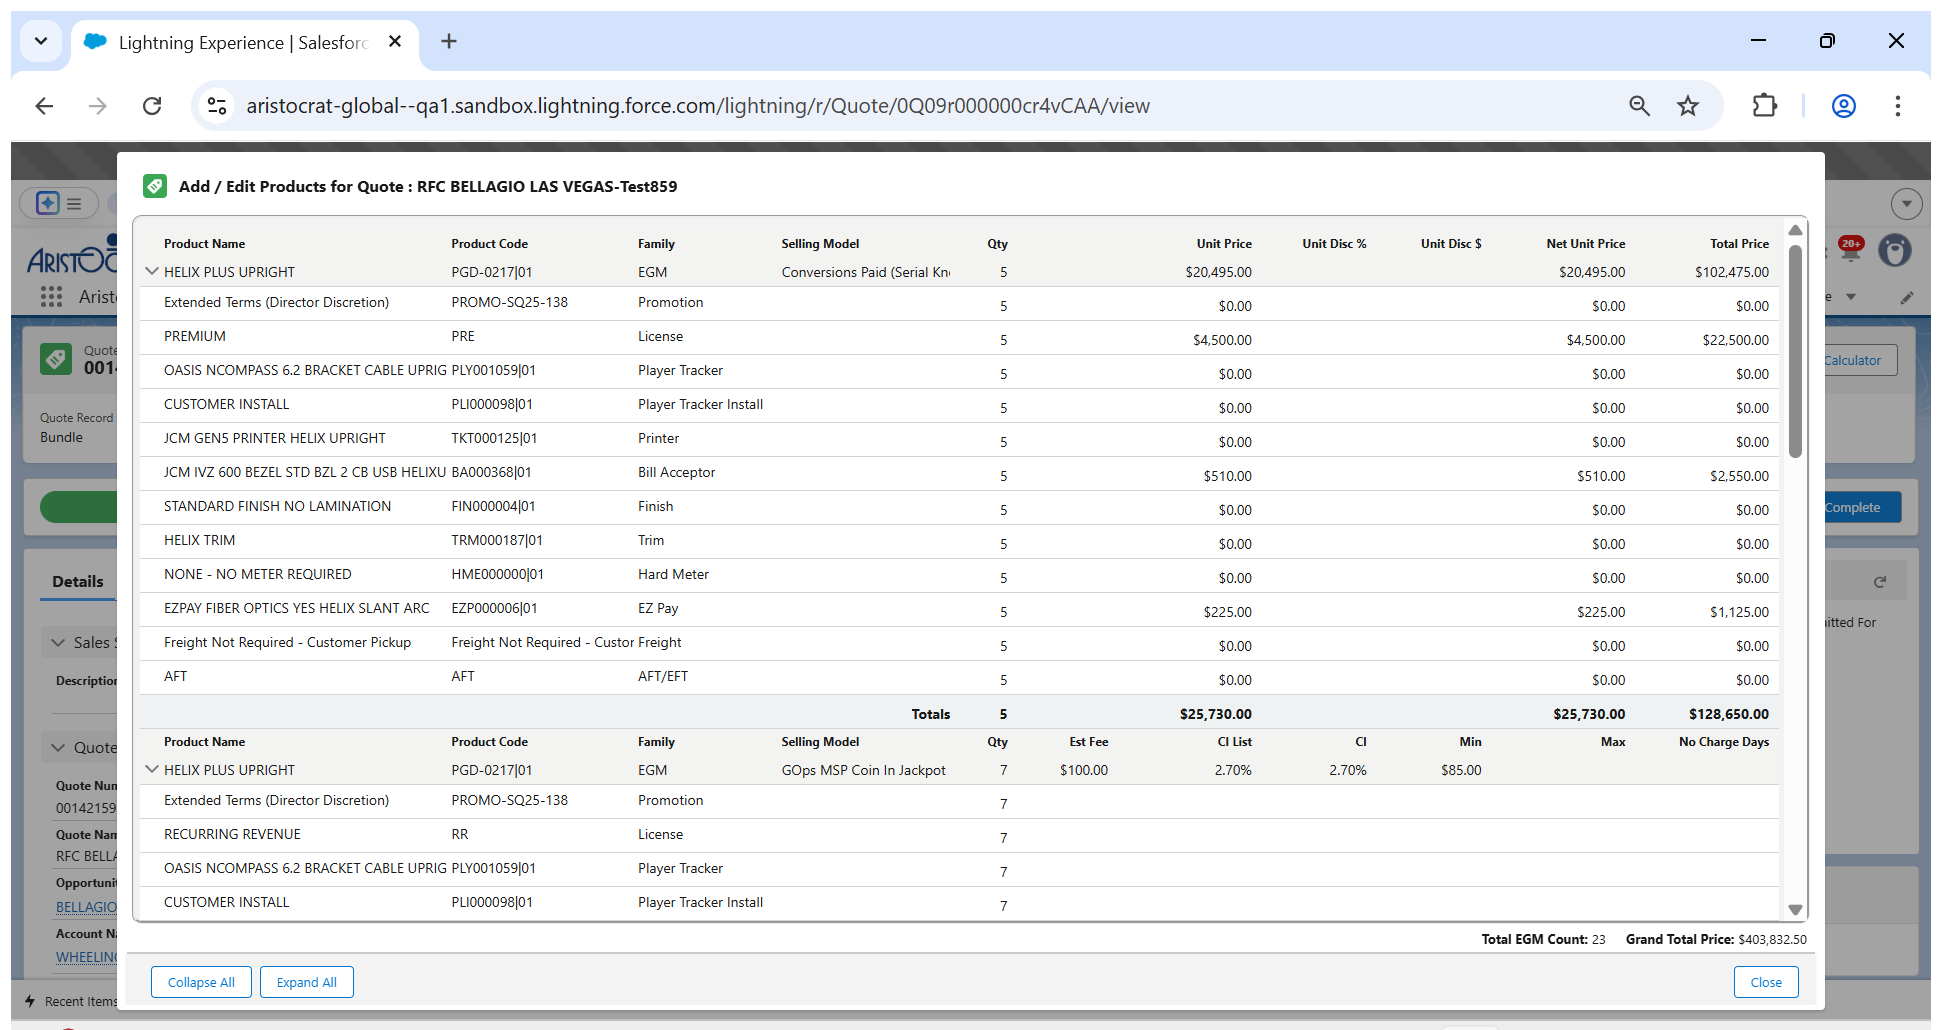 Lightning Experience | Salesforc
aristocrat-global--qa1.sandbox.lightning.force.com/lightning/r/Quote/0Q09r000000cr4vCAA/view
Add / Edit Products for Quote : RFC BELLAGIO LAS VEGAS-Test859
Product Name Product Code Family Selling Model Qty Unit Price Unit Disc % Unit Disc $ Net Unit Price Total Price
HELIX PLUS UPRIGHT PGD-0217|01 EGM Conversions Paid (Serial Kn 5 $20,495.00 $20,495.00 $102,475.00
Extended Terms (Director Discretion) PROMO-SQ25-138 Promotion 5 $0.00 $0.00 $0.00
PREMIUM PRE License 5 $4,500.00 $4,500.00 $22,500.00
OASIS NCOMPASS 6.2 BRACKET CABLE UPRIG PLY001059|01 Player Tracker 5 $0.00 $0.00 $0.00
CUSTOMER INSTALL PLI000098|01 Player Tracker Install 5 $0.00 $0.00 $0.00
JCM GEN5 PRINTER HELIX UPRIGHT TKT000125|01 Printer 5 $0.00 $0.00 $0.00
JCM IVZ 600 BEZEL STD BZL 2 CB USB HELIXU BA000368|01 Bill Acceptor 5 $510.00 $510.00 $2,550.00
STANDARD FINISH NO LAMINATION FIN000004|01 Finish 5 $0.00 $0.00 $0.00
HELIX TRIM TRM000187|01 Trim 5 $0.00 $0.00 $0.00
NONE - NO METER REQUIRED HME000000|01 Hard Meter 5 $0.00 $0.00 $0.00
EZPAY FIBER OPTICS YES HELIX SLANT ARC EZP000006|01 EZ Pay 5 $225.00 $225.00 $1,125.00
Freight Not Required - Customer Pickup Freight Not Required - Custor Freight 5 $0.00 $0.00 $0.00
AFT AFT AFT/EFT 5 $0.00 $0.00 $0.00
Totals 5 $25,730.00 $25,730.00 $128,650.00
Product Name Product Code Family Selling Model Qty Est Fee CI List CI Min Max No Charge Days
HELIX PLUS UPRIGHT PGD-0217|01 EGM GOps MSP Coin In Jackpot 7 $100.00 2.70% 2.70% $85.00
Extended Terms (Director Discretion) PROMO-SQ25-138 Promotion 7
RECURRING REVENUE RR License 7
OASIS NCOMPASS 6.2 BRACKET CABLE UPRIG PLY001059|01 Player Tracker 7
CUSTOMER INSTALL PLI000098|01 Player Tracker Install 7
Total EGM Count: 23 Grand Total Price: $403,832.50
Collapse All Expand All Close
ARISTOC
20+
Arist
e
Quote
0014
Calculator
Quote Record
Bundle
Complete
Details
Sales S
itted For
Description
Quote
Quote Num
00142159
Quote Nam
RFC BELLA
Opportunit
BELLAGIO
Account Na
WHEELING
Recent Items